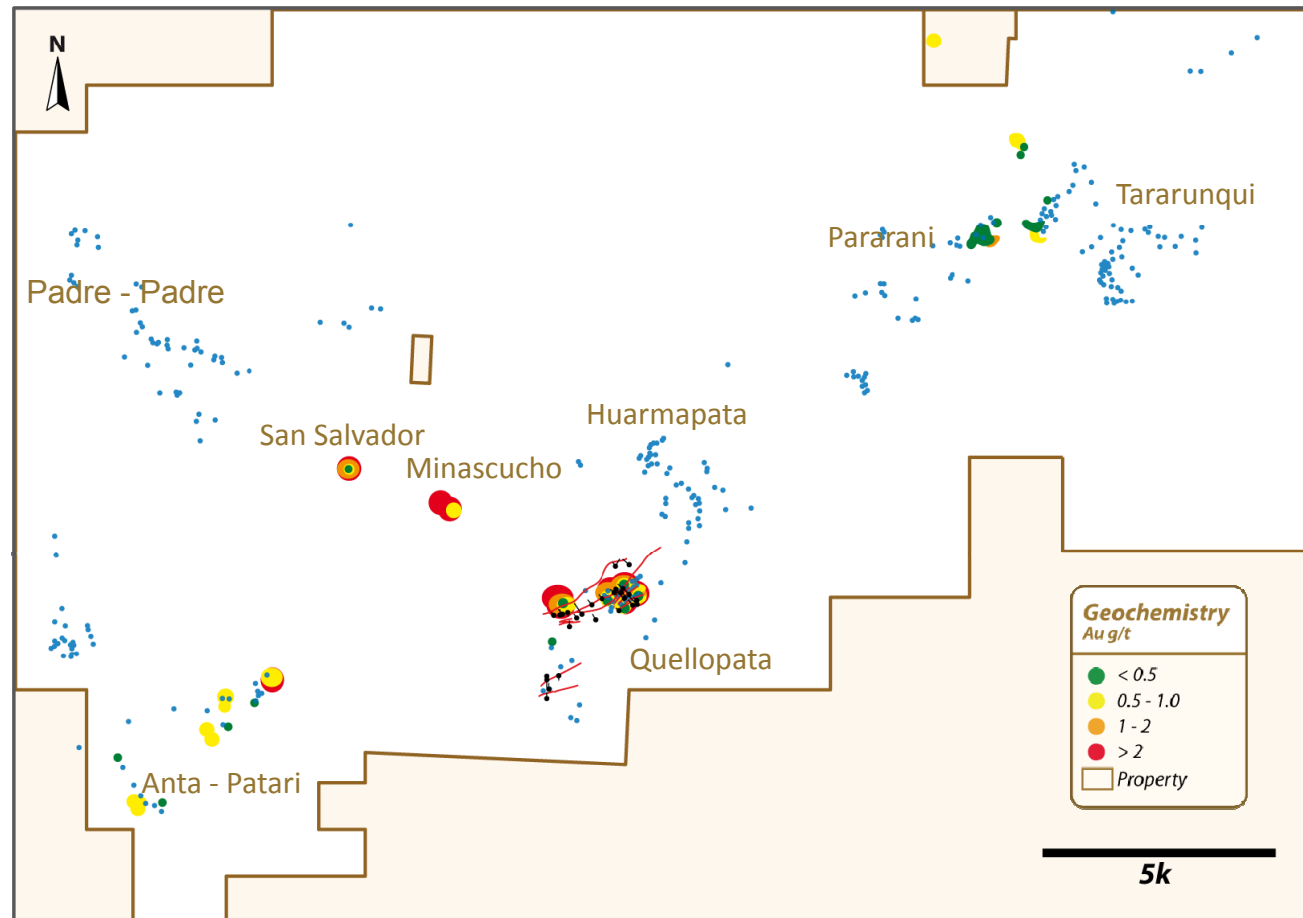 N
Tararunqui
Pararani
Padre - Padre
Huarmapata
San Salvador
Minascucho
Quellopata
Anta - Patari
Geochemistry
Au g/t
< 0.5
0.5 - 1.0
1 - 2
> 2
Property
5k